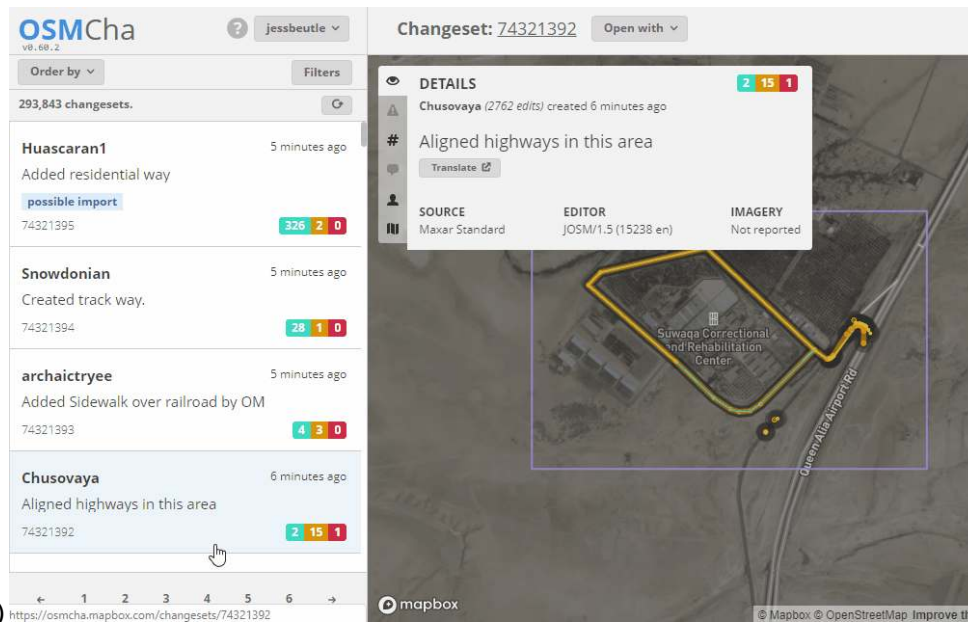 OSMCha
v0.60.2
?
jessbeutle
Order by
Filters
293,843 changesets.
Huascaran1
5 minutes ago
Added residential way
possible import
74321395
326 2 0
Snowdonian
5 minutes ago
Created track way.
74321394
28 1 0
archaictryee
5 minutes ago
Added Sidewalk over railroad by OM
74321393
4 3 0
Chusovaya
6 minutes ago
Aligned highways in this area
74321392
2 15 1
← 1 2 3 4 5 6 →
) https://osmcha.mapbox.com/changesets/74321392
Changeset: 74321392
Open with
DETAILS
2 15 1
Chusovaya (2762 edits) created 6 minutes ago
#
Aligned highways in this area
Translate
SOURCE EDITOR IMAGERY
Maxar Standard JOSM/1.5 (15238 en) Not reported
Suwaqa Correctional
and Rehabilitation
Center
Queen Alia Airport Rd
mapbox
© Mapbox © OpenStreetMap Improve th